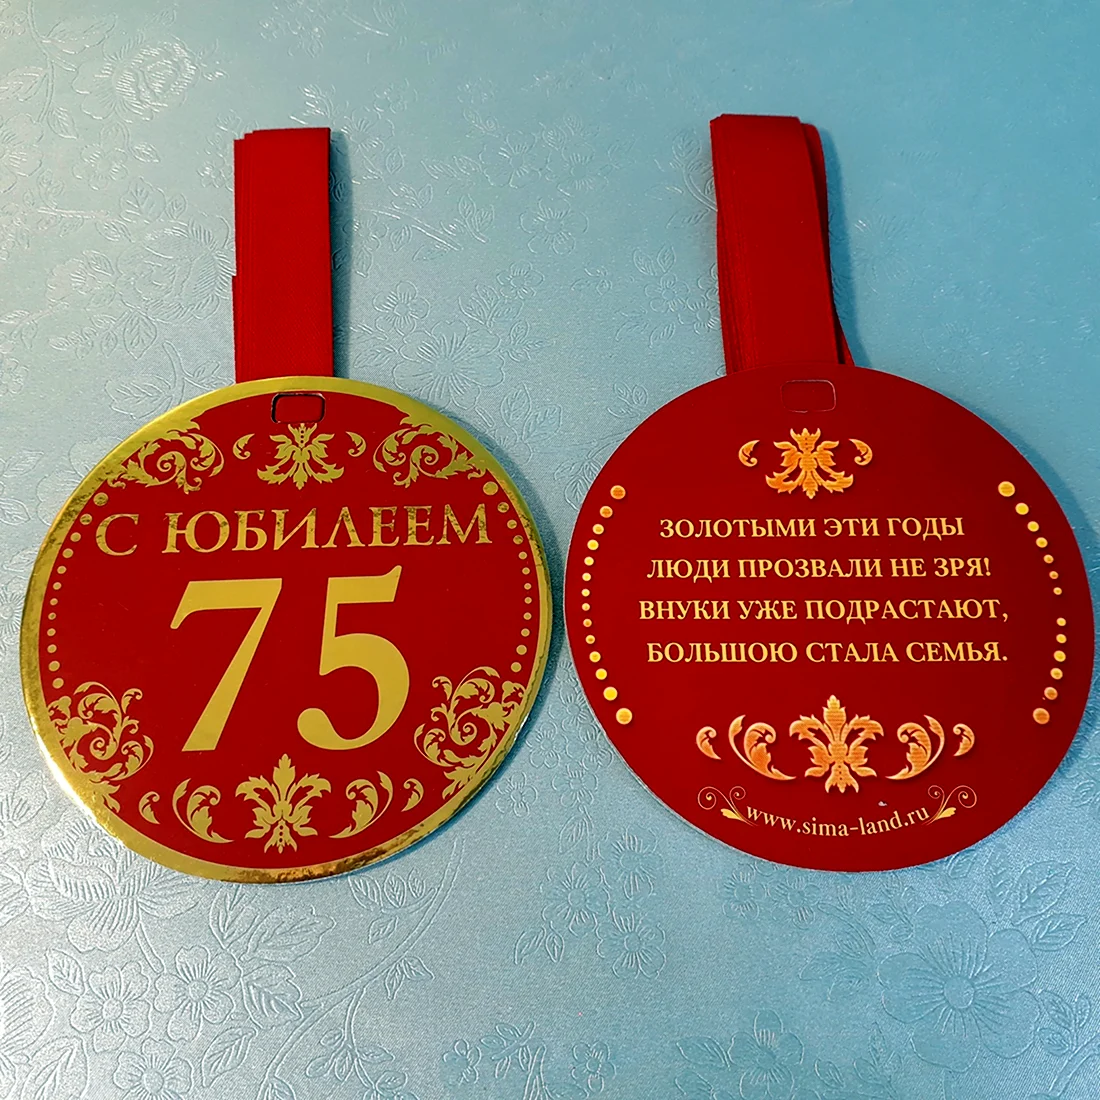 С ЮБИЛЕЕМ
75
ЗОЛОТЫМИ ЭТИ ГОДЫ
ЛЮДИ ПРОЗВАЛИ НЕ ЗРЯ!
ВНУКИ УЖЕ ПОДРАСТАЮТ,
БОЛЬШОЮ СТАЛА СЕМЬЯ.
www.sima-land.ru